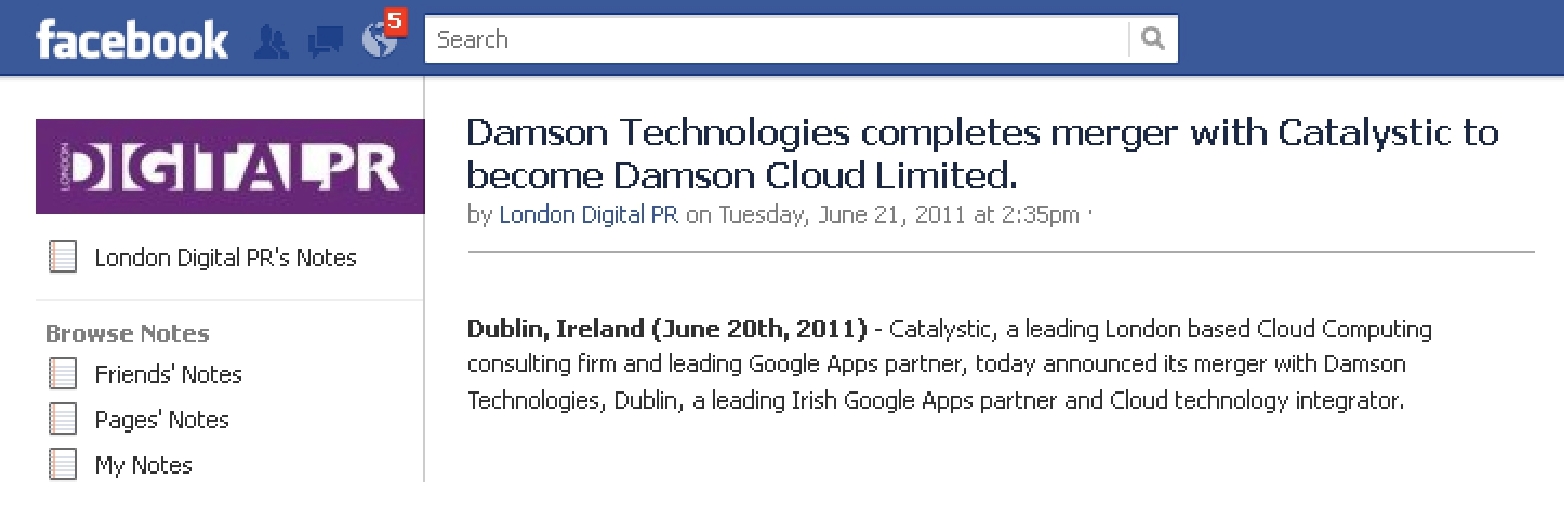 facebook
5
Search
LONDON
DIGITALPR
London Digital PR's Notes
Browse Notes
Friends' Notes
Pages' Notes
My Notes
Damson Technologies completes merger with Catalystic to
become Damson Cloud Limited.
by London Digital PR on Tuesday, June 21, 2011 at 2:35pm ·
Dublin, Ireland (June 20th, 2011) - Catalystic, a leading London based Cloud Computing
consulting firm and leading Google Apps partner, today announced its merger with Damson
Technologies, Dublin, a leading Irish Google Apps partner and Cloud technology integrator.